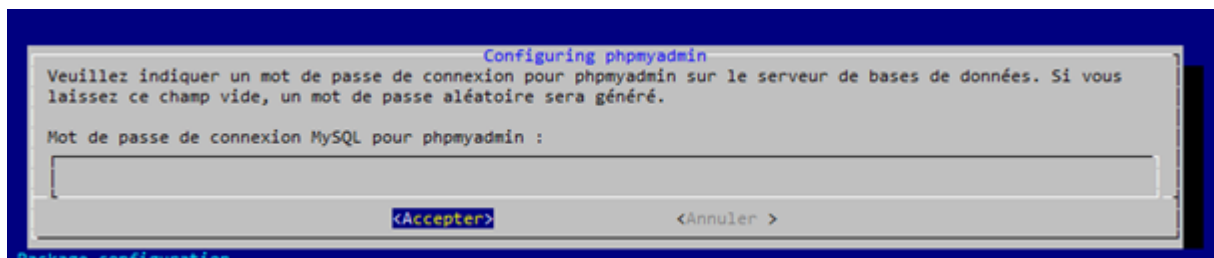 Configuring phpmyadmin
Veuillez indiquer un mot de passe de connexion pour phpmyadmin sur le serveur de bases de données. Si vous
laissez ce champ vide, un mot de passe aléatoire sera généré.
Mot de passe de connexion MySQL pour phpmyadmin :
<Accepter> <Annuler >
Package configuration